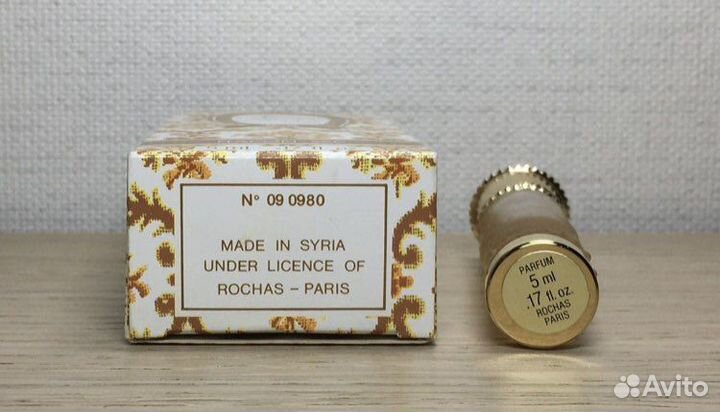 N° 09 0980
MADE IN SYRIA
UNDER LICENCE OF
ROCHAS – PARIS
PARFUM
5 ml
.17 fl. oz.
ROCHAS
PARIS
Avito